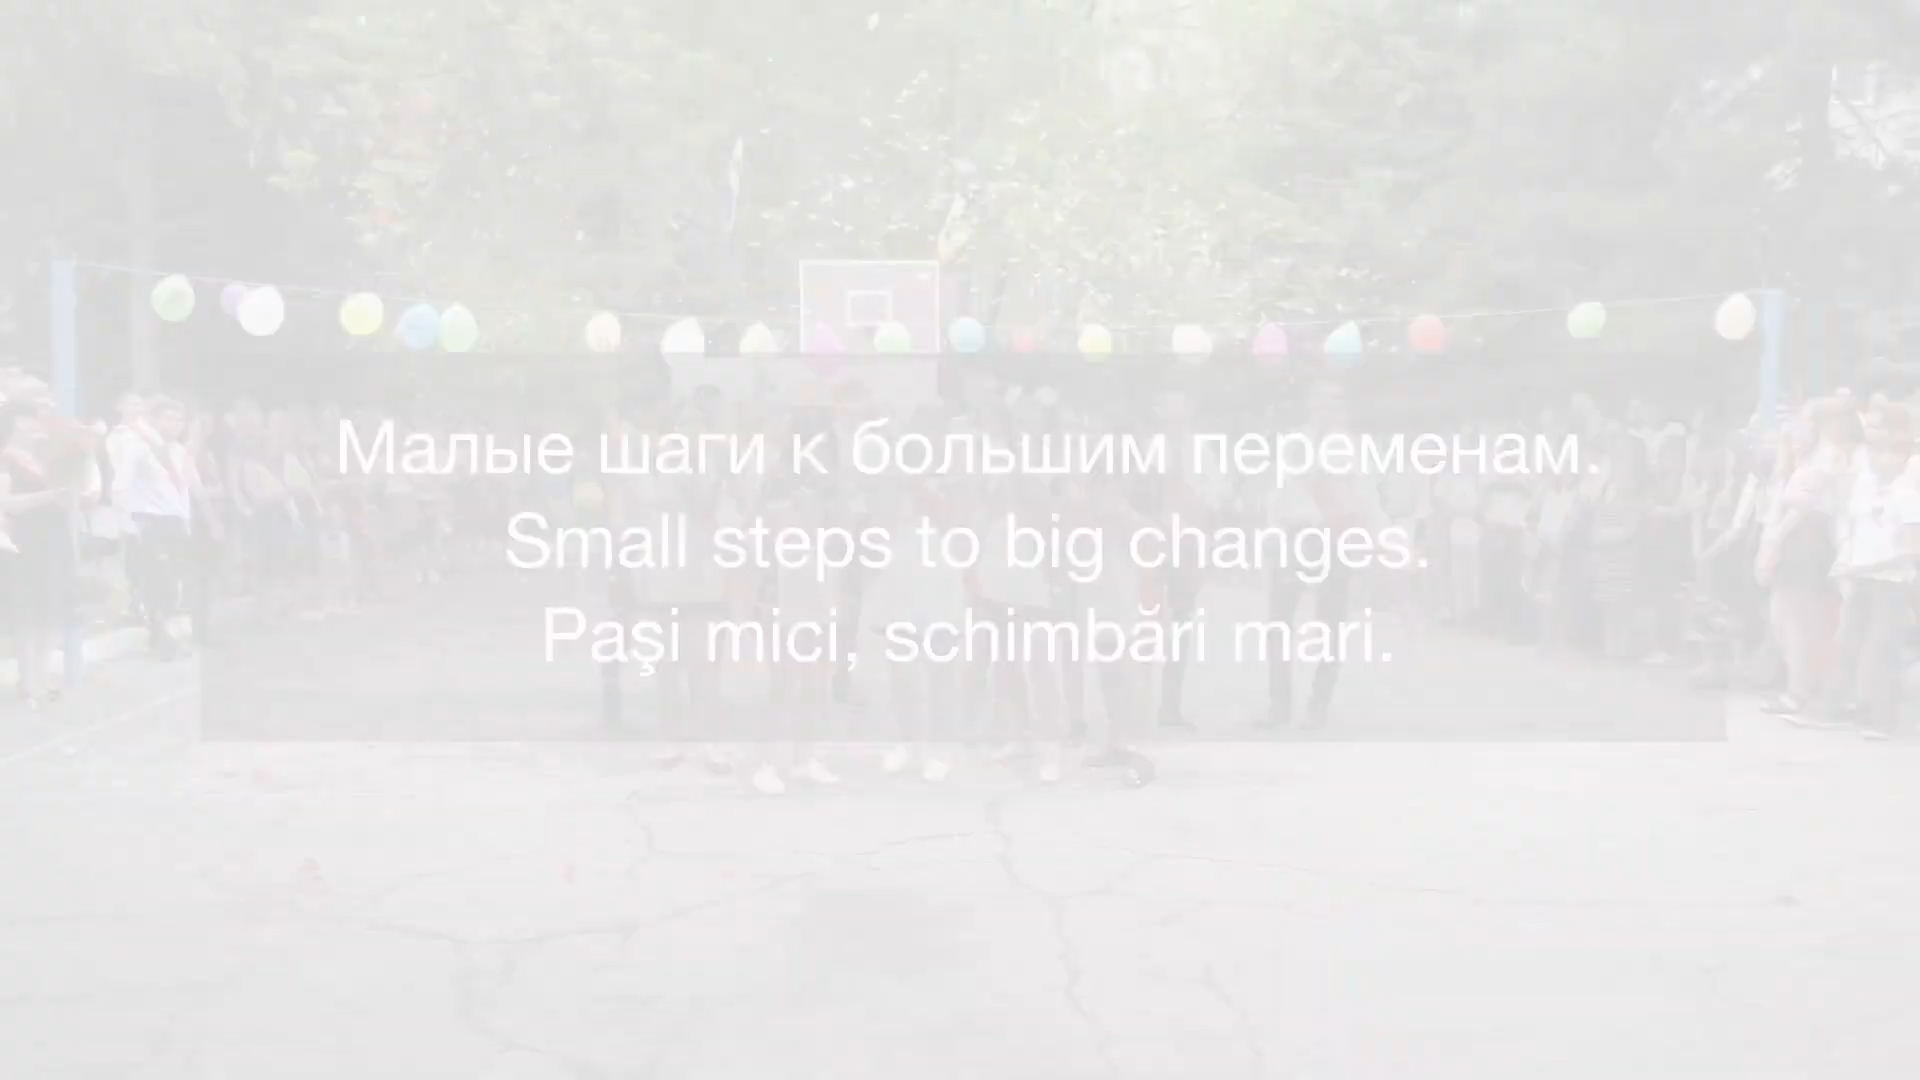 Малые шаги к большим переменам.
Small steps to big changes.
Paşi mici, schimbări mari.